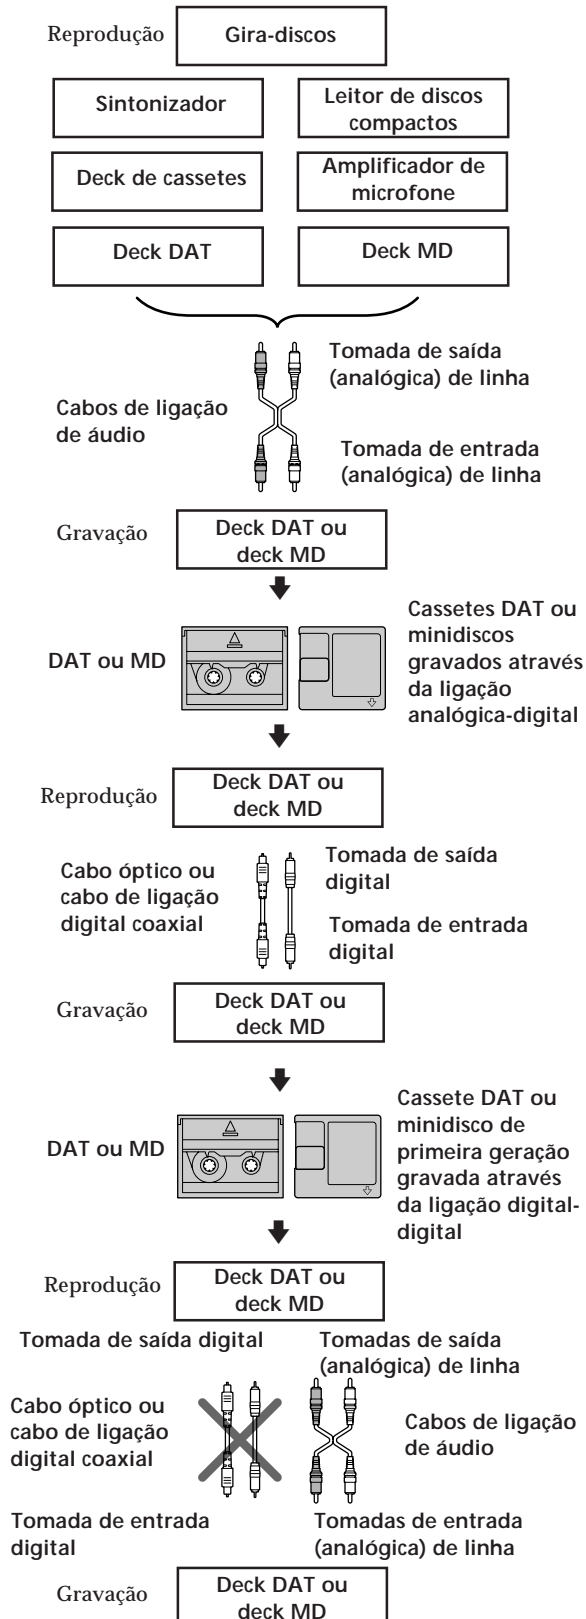 Reprodução
Gira-discos
Sintonizador
Leitor de discos
compactos
Deck de cassetes
Amplificador de
microfone
Deck DAT
Deck MD
Tomada de saída
(analógica) de linha
Cabos de ligação
de áudio
Tomada de entrada
(analógica) de linha
Gravação
Deck DAT ou
deck MD
DAT ou MD
Cassetes DAT ou
minidiscos
gravados através
da ligação
analógica-digital
Reprodução
Deck DAT ou
deck MD
Cabo óptico ou
cabo de ligação
digital coaxial
Tomada de saída
digital
Tomada de entrada
digital
Gravação
Deck DAT ou
deck MD
DAT ou MD
Cassete DAT ou
minidisco de
primeira geração
gravada através
da ligação digital-
digital
Reprodução
Deck DAT ou
deck MD
Tomada de saída digital
Tomadas de saída
(analógica) de linha
Cabo óptico ou
cabo de ligação
digital coaxial
Cabos de ligação
de áudio
Tomada de entrada
digital
Tomadas de entrada
(analógica) de linha
Gravação
Deck DAT ou
deck MD